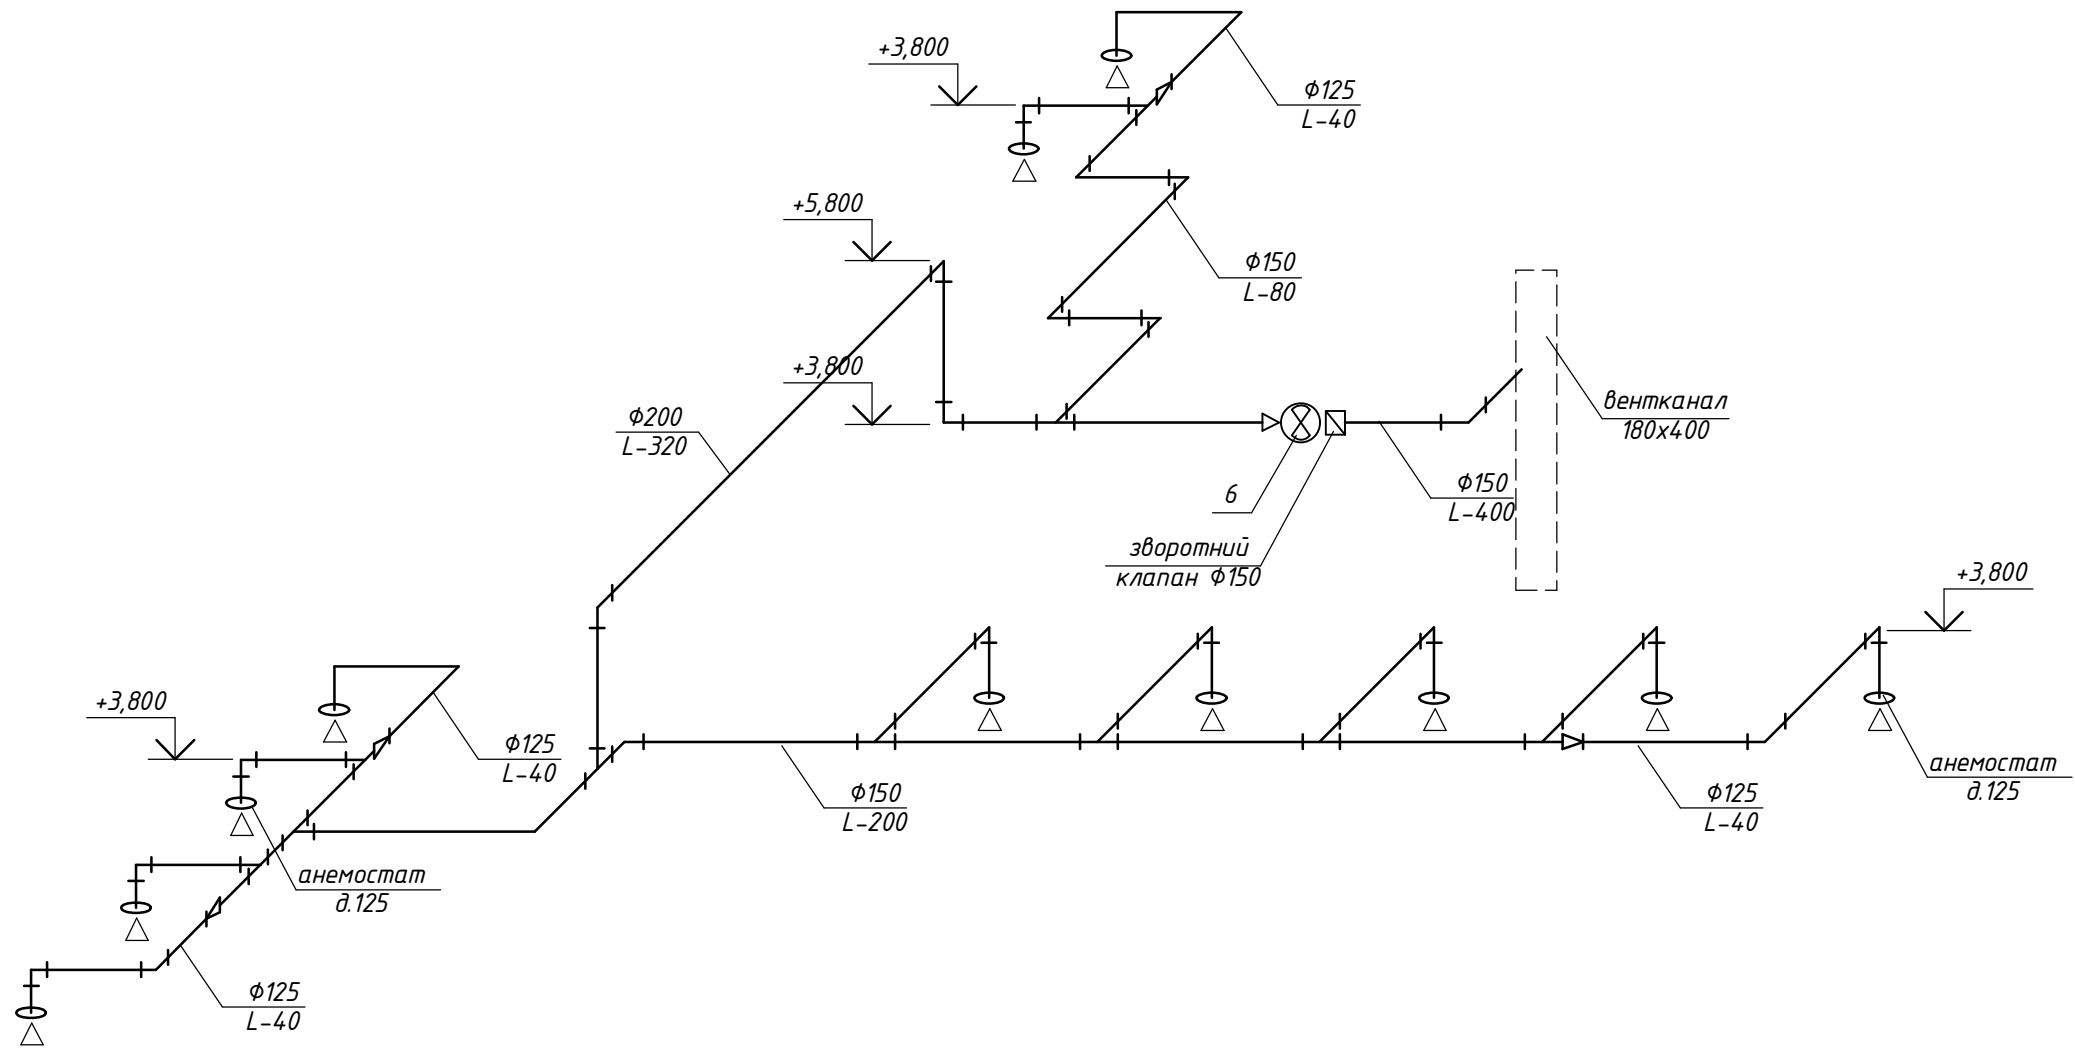 +3,800
Ф125
L-40
+5,800
Ф150
L-80
+3,800
Ф200
L-320
вентканал
180х400
6
Ф150
L-400
зворотний
клапан Ф150
+3,800
+3,800
Ф125
L-40
Ф150
L-200
Ф125
L-40
анемостат
д.125
анемостат
д.125
Ф125
L-40